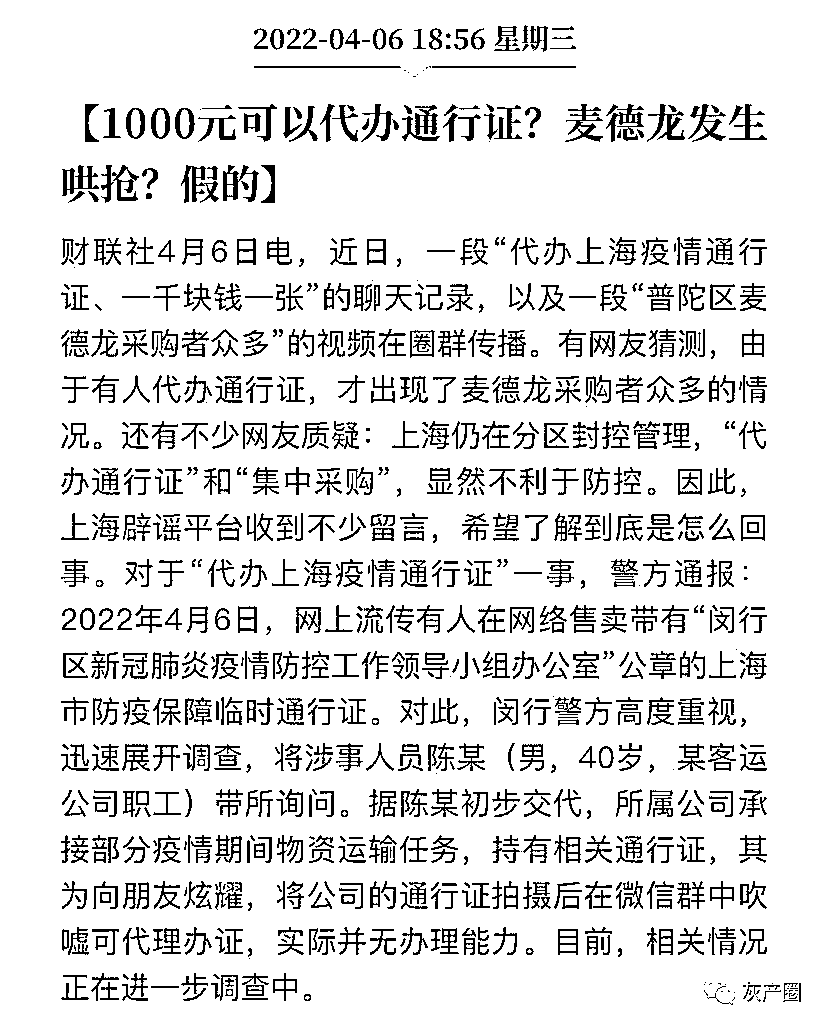 2022-04-06 18:56 星期三
【1000元可以代办通行证？麦德龙发生
哄抢？假的】
财联社4月6日电，近日，一段“代办上海疫情通行
证、一千块钱一张”的聊天记录，以及一段“普陀区麦
德龙采购者众多”的视频在圈群传播。有网友猜测，由
于有人代办通行证，才出现了麦德龙采购者众多的情
况。还有不少网友质疑：上海仍在分区封控管理，“代
办通行证”和“集中采购”，显然不利于防控。因此，
上海辟谣平台收到不少留言，希望了解到底是怎么回
事。对于“代办上海疫情通行证”一事，警方通报：
2022年4月6日，网上流传有人在网络售卖带有“闵行
区新冠肺炎疫情防控工作领导小组办公室”公章的上海
市防疫保障临时通行证。对此，闵行警方高度重视，
迅速展开调查，将涉事人员陈某（男，40岁，某客运
公司职工）带所询问。据陈某初步交代，所属公司承
接部分疫情期间物资运输任务，持有相关通行证，其
为向朋友炫耀，将公司的通行证拍摄后在微信群中吹
嘘可代理办证，实际并无办理能力。目前，相关情况
正在进一步调查中。
灰产圈